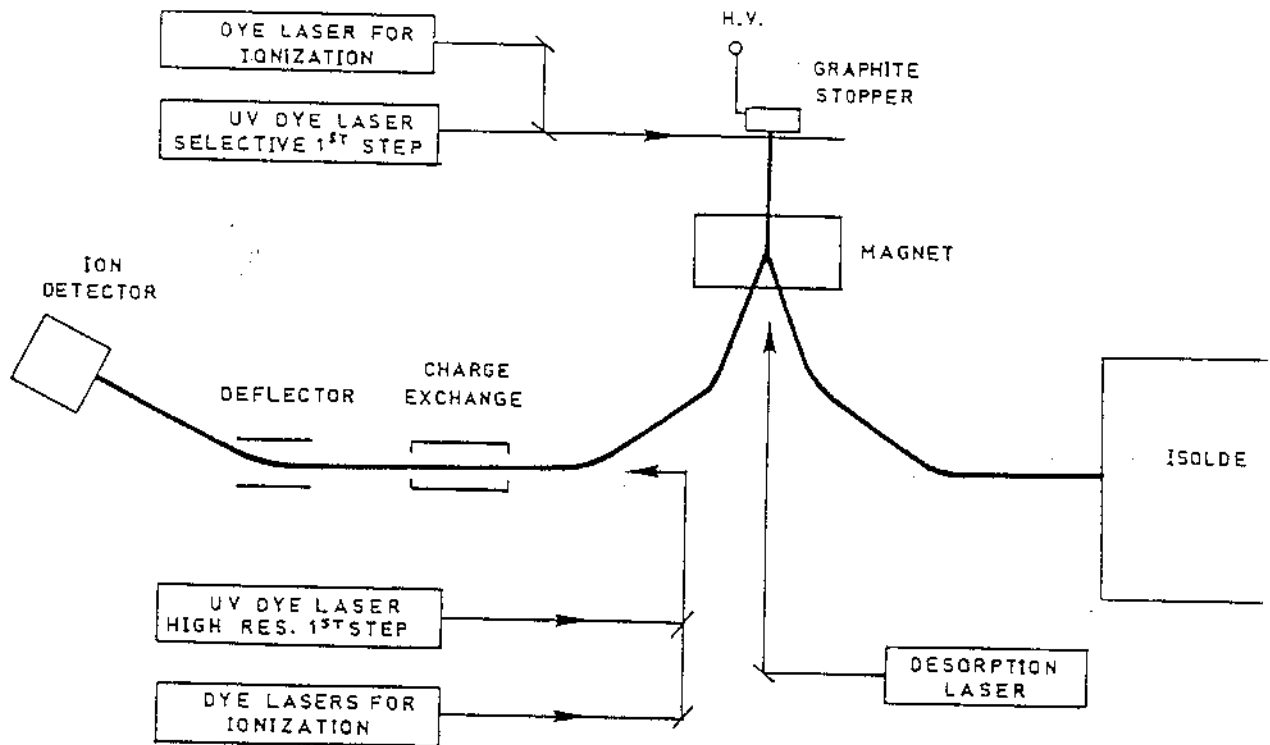 DYE LASER FOR
IONIZATION
H.V.
GRAPHITE
STOPPER
UV DYE LASER
SELECTIVE 1ST STEP
MAGNET
ION
DETECTOR
DEFLECTOR
CHARGE
EXCHANGE
ISOLDE
UV DYE LASER
HIGH RES. 1ST STEP
DESORPTION
LASER
DYE LASERS FOR
IONIZATION